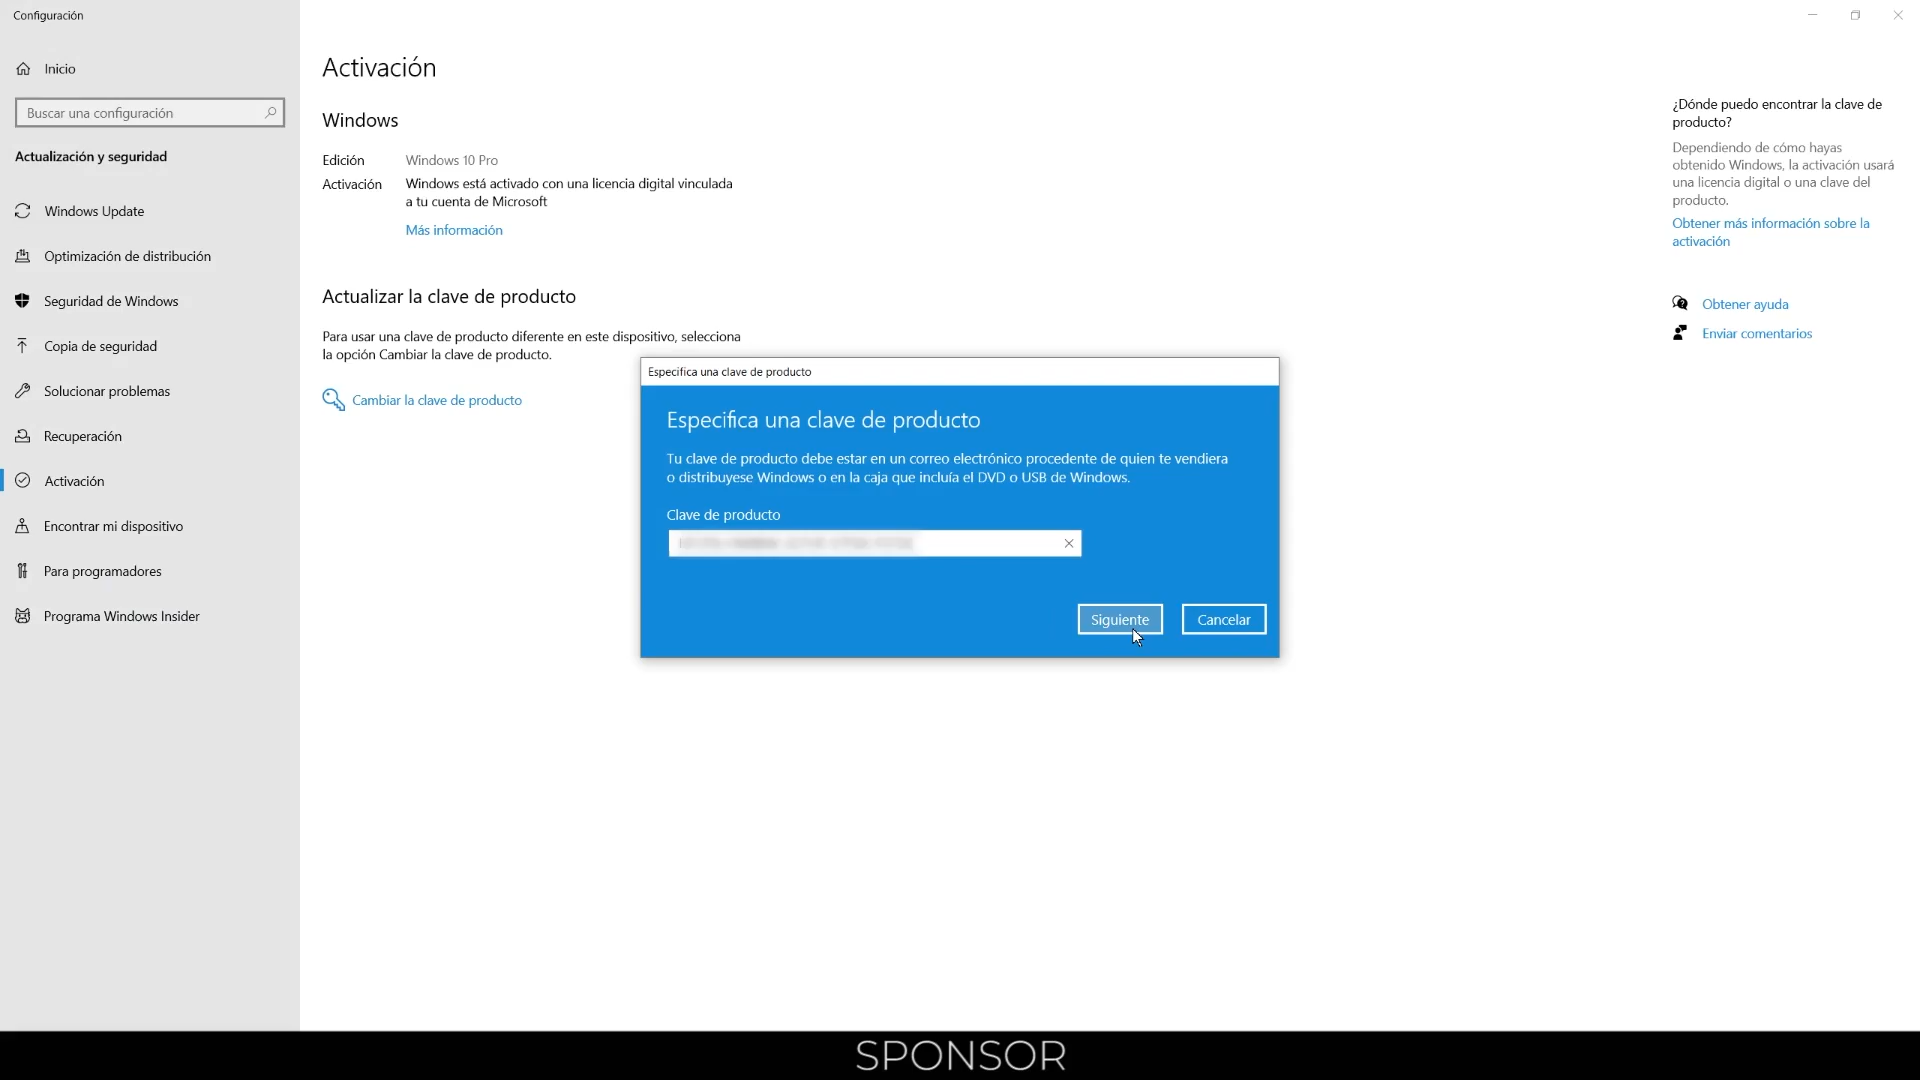 Configuración
Inicio
Buscar una configuración
Actualización y seguridad
Windows Update
Optimización de distribución
Seguridad de Windows
Copia de seguridad
Solucionar problemas
Recuperación
Activación
Encontrar mi dispositivo
Para programadores
Programa Windows Insider
Activación
Windows
Edición Windows 10 Pro
Activación Windows está activado con una licencia digital vinculada
a tu cuenta de Microsoft
Más información
Actualizar la clave de producto
Para usar una clave de producto diferente en este dispositivo, selecciona
la opción Cambiar la clave de producto.
Cambiar la clave de producto
Especifica una clave de producto
Especifica una clave de producto
Tu clave de producto debe estar en un correo electrónico procedente de quien te vendiera
o distribuyese Windows o en la caja que incluía el DVD o USB de Windows.
Clave de producto
Siguiente
Cancelar
¿Dónde puedo encontrar la clave de
producto?
Dependiendo de cómo hayas
obtenido Windows, la activación usará
una licencia digital o una clave del
producto.
Obtener más información sobre la
activación
Obtener ayuda
Enviar comentarios
SPONSOR